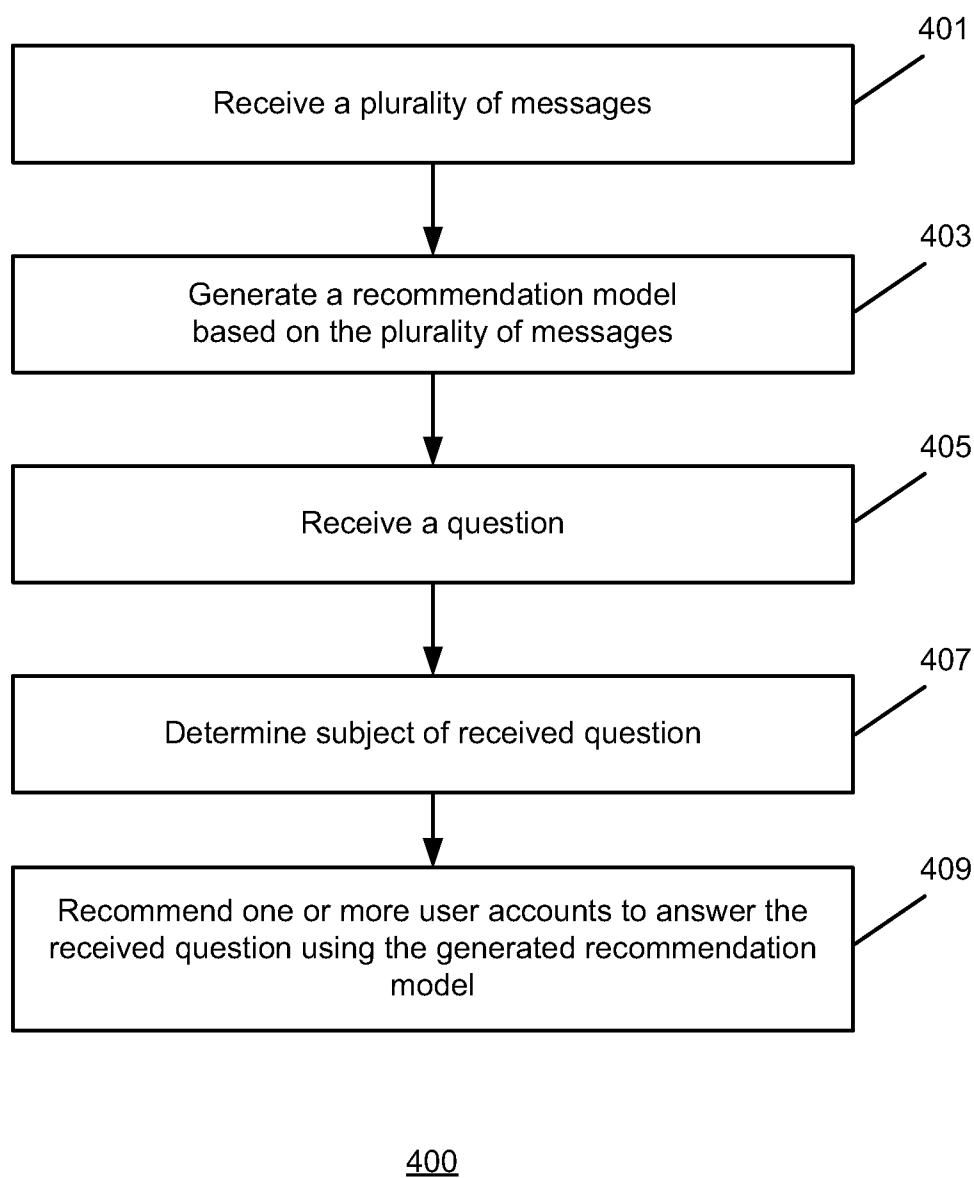 401
Receive a plurality of messages
403
Generate a recommendation model
based on the plurality of messages
405
Receive a question
407
Determine subject of received question
409
Recommend one or more user accounts to answer the
received question using the generated recommendation
model
400